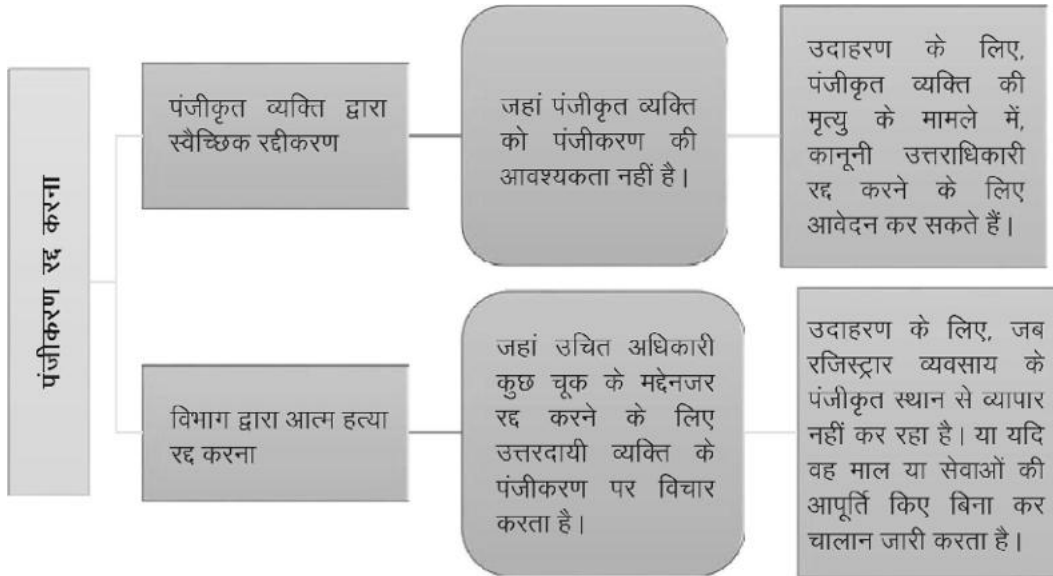 पंजीकरण रद्द करना
पंजीकृत व्यक्ति द्वारा
स्वैच्छिक रद्दीकरण
जहां पंजीकृत व्यक्ति
को पंजीकरण की
आवश्यकता नहीं है।
उदाहरण के लिए,
पंजीकृत व्यक्ति की
मृत्यु के मामले में,
कानूनी उत्तराधिकारी
रद्द करने के लिए
आवेदन कर सकते हैं।
विभाग द्वारा आत्म हत्या
रद्द करना
जहां उचित अधिकारी
कुछ चूक के मद्देनजर
रद्द करने के लिए
उत्तरदायी व्यक्ति के
पंजीकरण पर विचार
करता है।
उदाहरण के लिए, जब
रजिस्ट्रार व्यवसाय के
पंजीकृत स्थान से व्यापार
नहीं कर रहा है। या यदि
वह माल या सेवाओं की
आपूर्ति किए बिना कर
चालान जारी करता है।